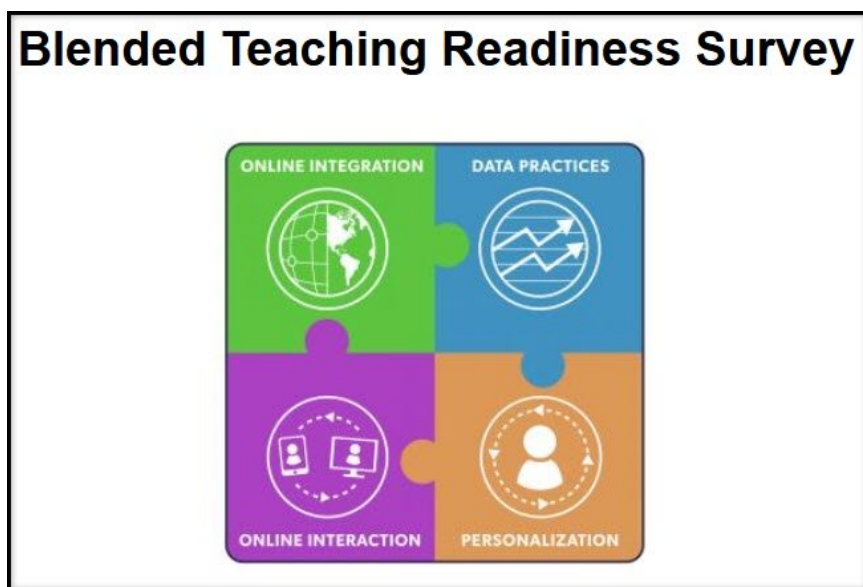 Blended Teaching Readiness Survey
ONLINE INTEGRATION
DATA PRACTICES
ONLINE INTERACTION
PERSONALIZATION